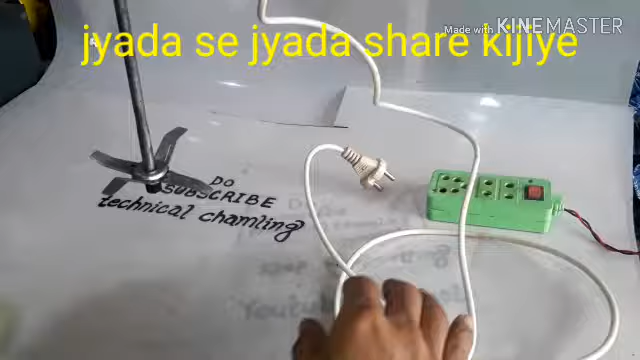 Made with KINEMASTER
jyada se jyada share kijiye
DO
SUBSCRIBE
technical chamling